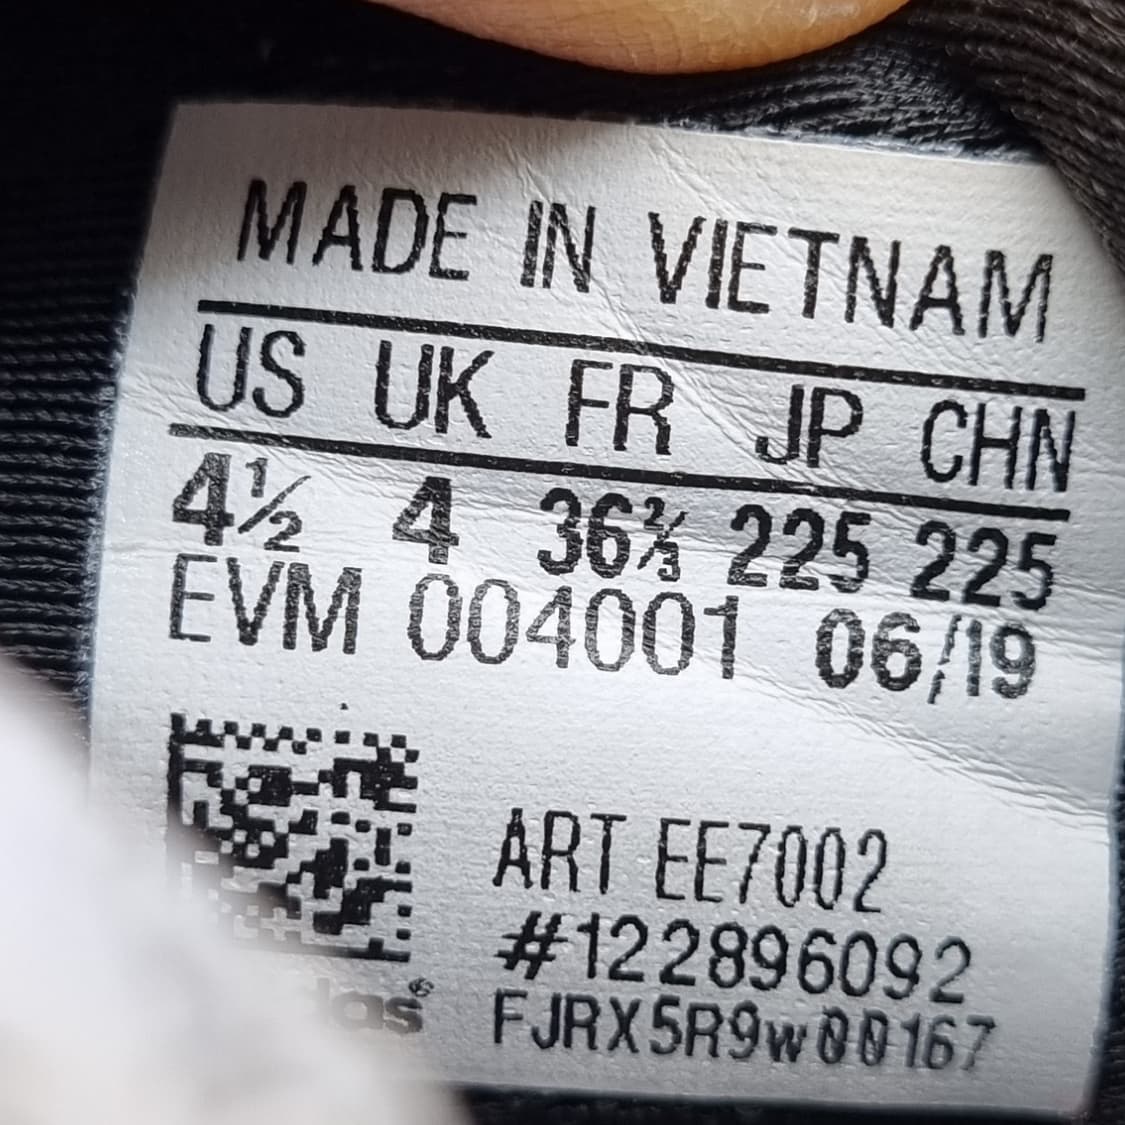 MADE IN VIETNAM
US UK FR JP CHN
4½ 4 36⅔ 225 225
EVM 004001 06/19
ART EE7002
#122896092
FJRX5R9w00167